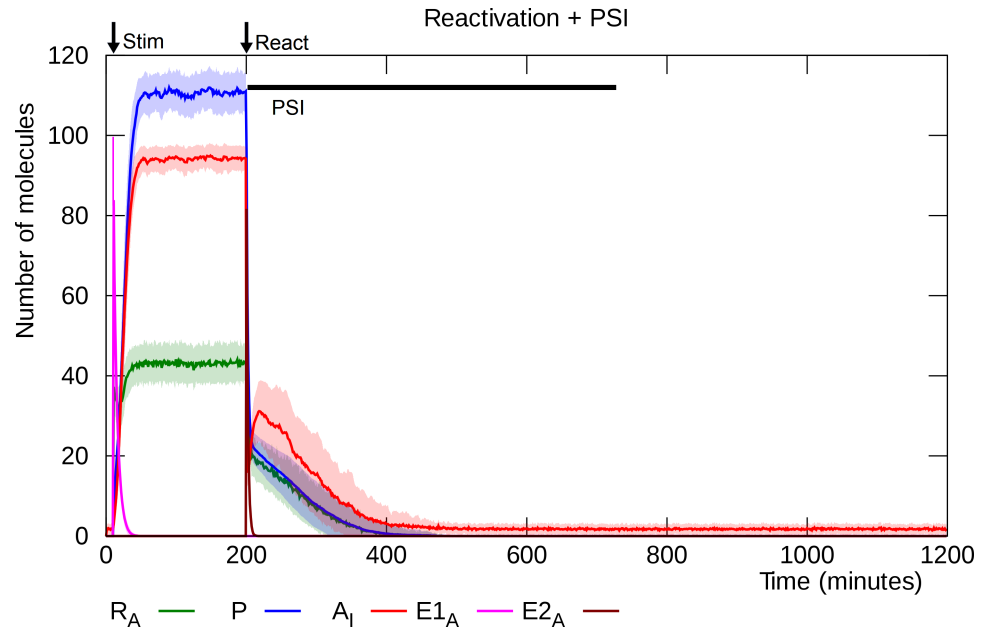 Reactivation + PSI
Stim
React
PSI
Number of molecules
120
100
80
60
40
20
0
0 200 400 600 800 1000 1200
Time (minutes)
R_A P A_I E1_A E2_A